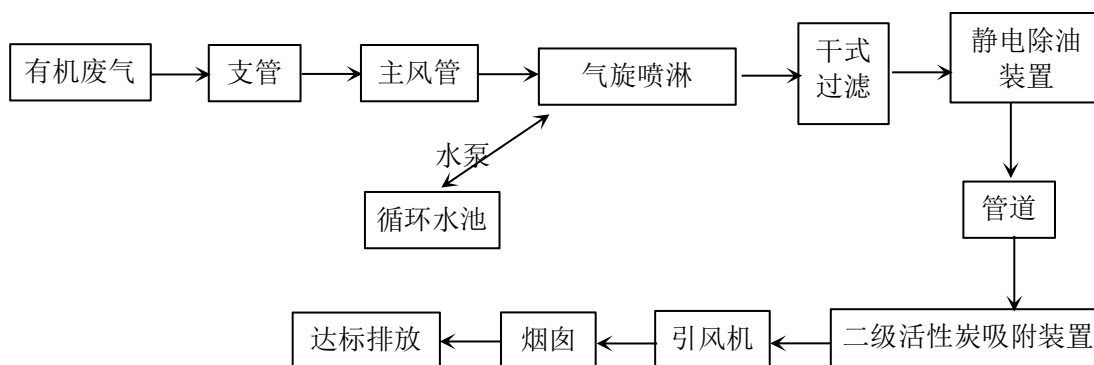 有机废气
支管
主风管
气旋喷淋
干式
过滤
静电除油
装置
水泵
循环水池
管道
二级活性炭吸附装置
引风机
烟囱
达标排放